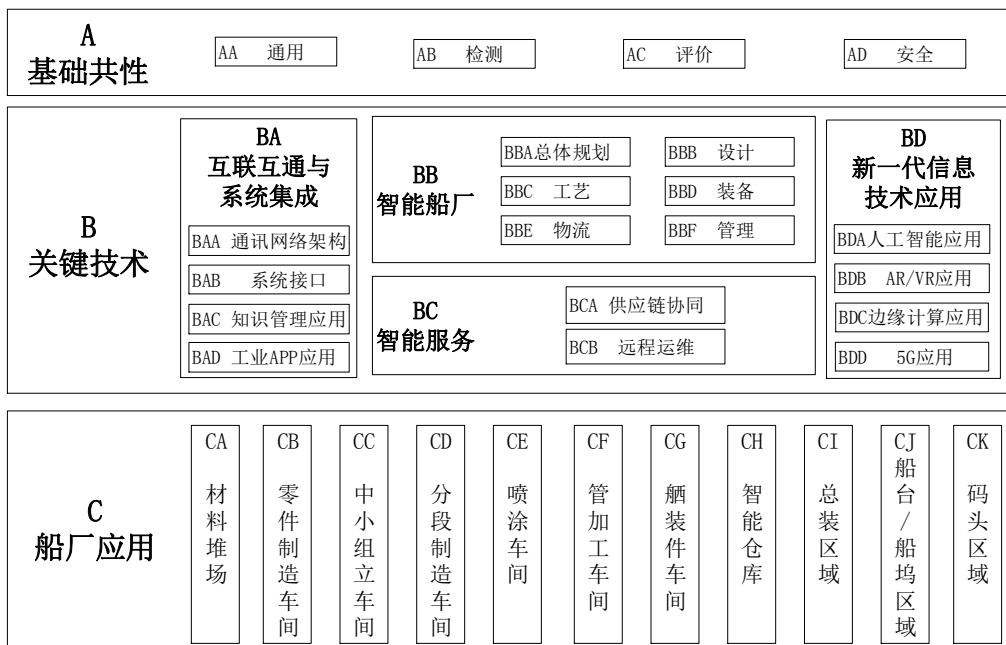 A
基础共性
AA 通用
AB 检测
AC 评价
AD 安全
B
关键技术
BA
互联互通与
系统集成
BAA 通讯网络架构
BAB 系统接口
BAC 知识管理应用
BAD 工业APP应用
BB
智能船厂
BBA总体规划
BBB 设计
BBC 工艺
BBD 装备
BBE 物流
BBF 管理
BC
智能服务
BCA 供应链协同
BCB 远程运维
BD
新一代信息
技术应用
BDA人工智能应用
BDB AR/VR应用
BDC边缘计算应用
BDD 5G应用
C
船厂应用
CA 材料堆场
CB 零件制造车间
CC 中小组立车间
CD 分段制造车间
CE 喷涂车间
CF 管加工车间
CG 舾装件车间
CH 智能仓库
CI 总装区域
CJ 船台/船坞区域
CK 码头区域